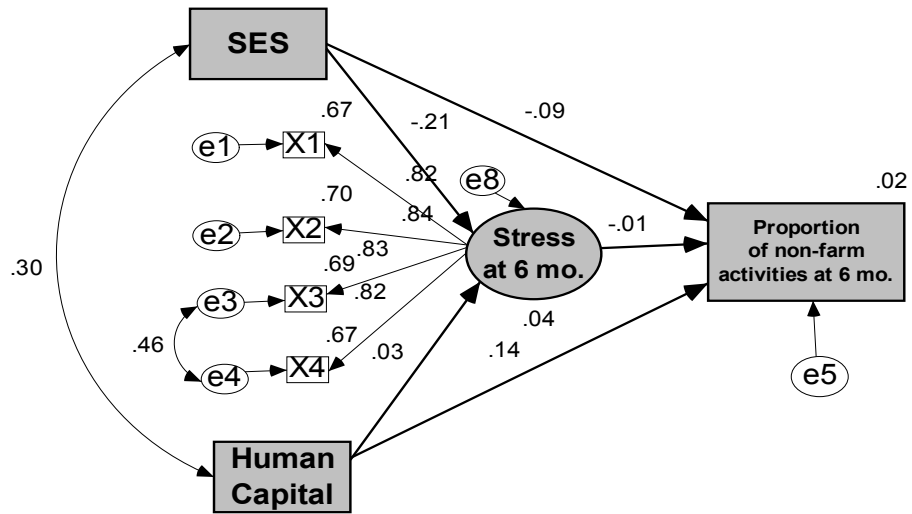 SES
.67
-.21
-.09
e1
X1
.82
e8
.02
.70
.84
e2
X2
.83
Stress
at 6 mo.
-.01
Proportion
of non-farm
activities at 6 mo.
.30
.69
e3
X3
.82
.04
.46
.67
.03
.14
e4
X4
e5
Human
Capital